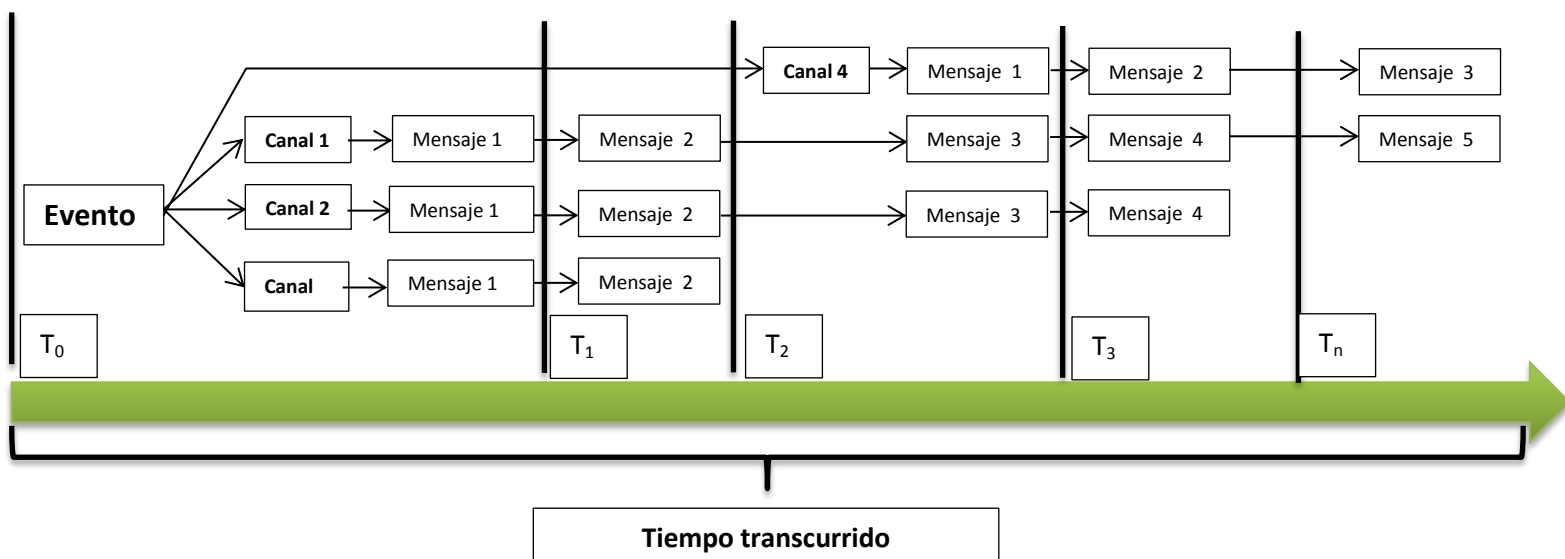 Canal 4
Mensaje 1
Mensaje 2
Mensaje 3
Canal 1
Mensaje 1
Mensaje 2
Mensaje 3
Mensaje 4
Mensaje 5
Evento
Canal 2
Mensaje 1
Mensaje 2
Mensaje 3
Mensaje 4
Canal
Mensaje 1
Mensaje 2
T0
T1
T2
T3
Tn
Tiempo transcurrido